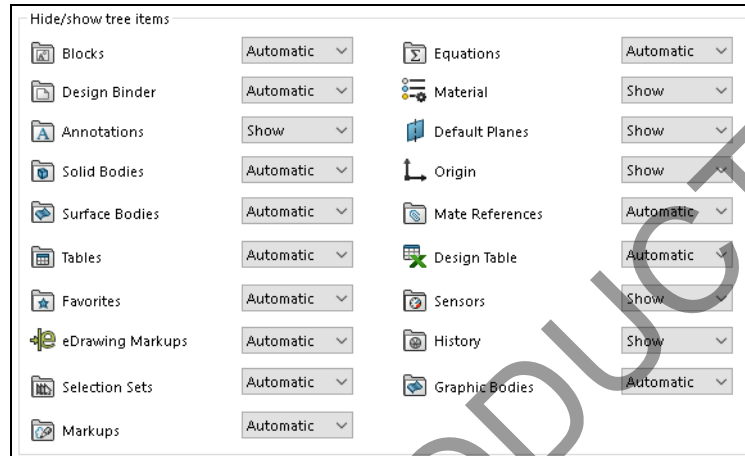 Hide/show tree items
Blocks Automatic Equations Automatic
Design Binder Automatic Material Show
Annotations Show Default Planes Show
Solid Bodies Automatic Origin Show
Surface Bodies Automatic Mate References Automatic
Tables Automatic Design Table Automatic
Favorites Automatic Sensors Show
eDrawing Markups Automatic History Show
Selection Sets Automatic Graphic Bodies Automatic
Markups Automatic